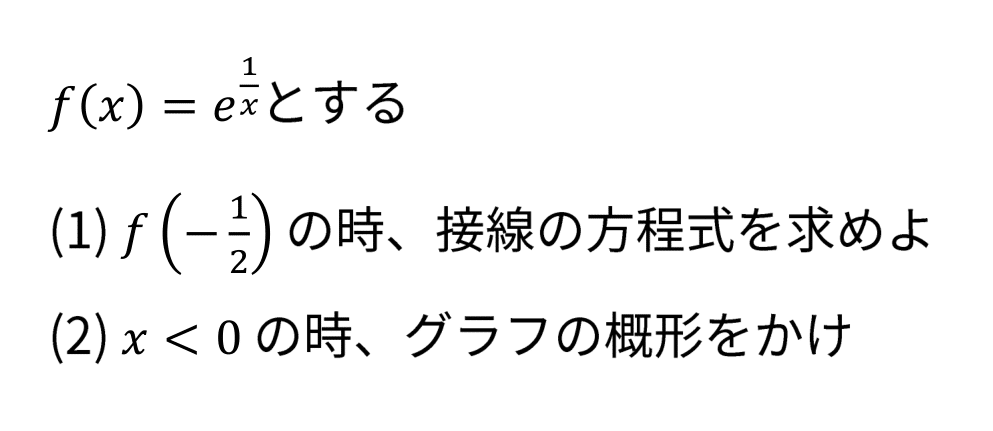 f(x) = e^{\frac{1}{x}}とする
(1) f\left(-\frac{1}{2}\right) の時、接線の方程式を求めよ
(2) x < 0 の時、グラフの概形をかけ